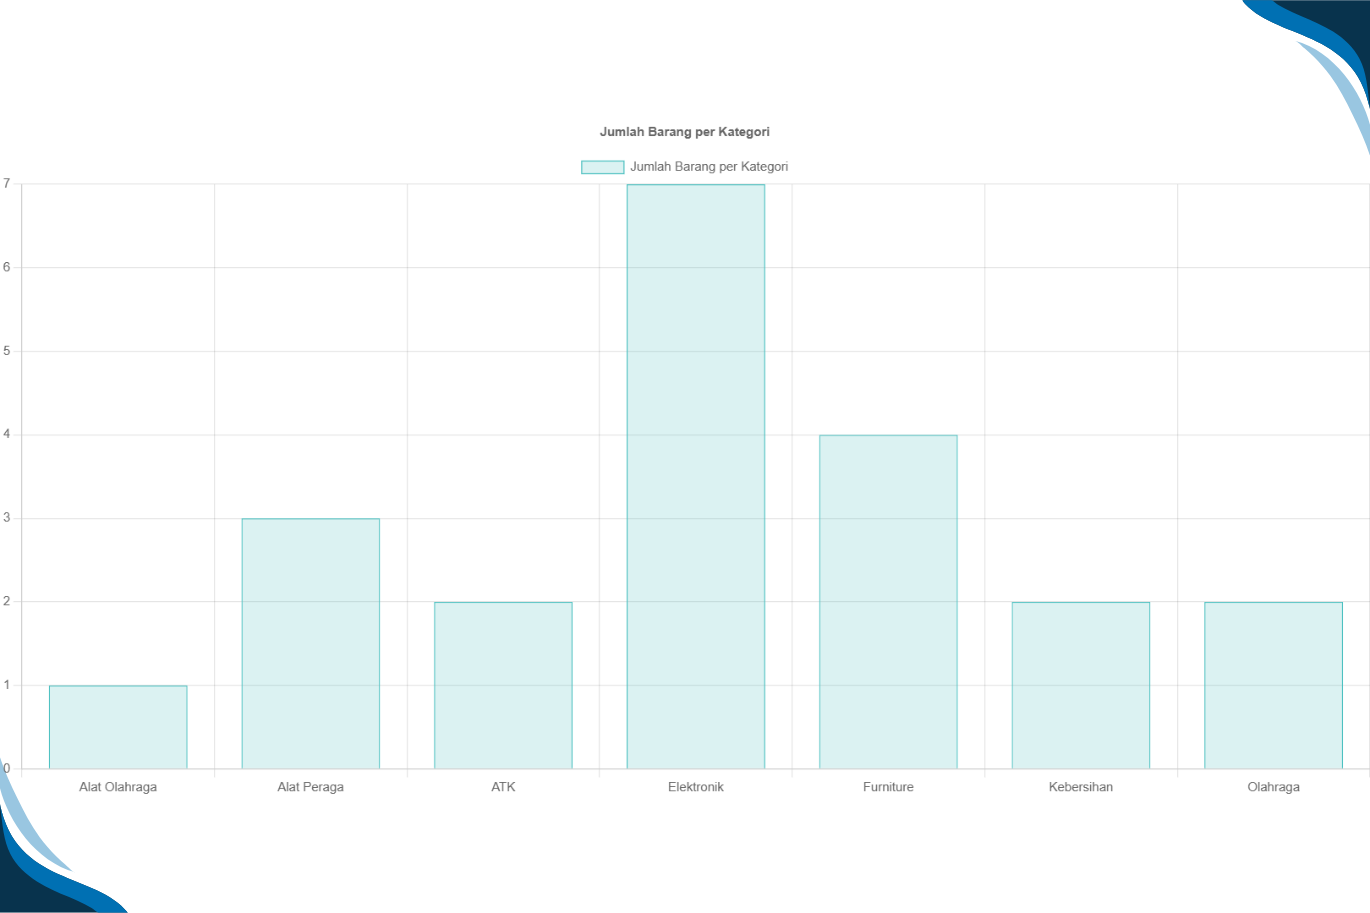 Jumlah Barang per Kategori
Jumlah Barang per Kategori
7
6
5
4
3
2
1
0
Alat Olahraga Alat Peraga ATK Elektronik Furniture Kebersihan Olahraga